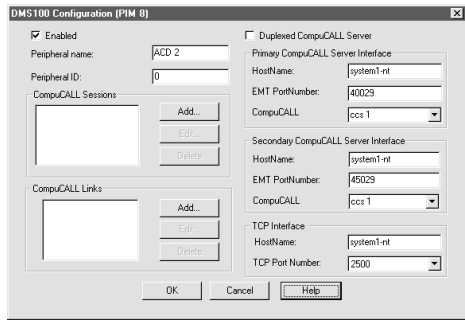 DMS100 Configuration (PIM 8)
Enabled
Peripheral name: ACD 2
Peripheral ID: 0
CompuCALL Sessions
Add...
Edit...
Delete
CompuCALL Links
Add...
Edit...
Delete
Duplexed CompuCALL Server
Primary CompuCALL Server Interface
HostName: system1-nt
EMT PortNumber: 40029
CompuCALL ccs 1
Secondary CompuCALL Server Interface
HostName: system1-nt
EMT PortNumber: 45029
CompuCALL ccs 1
TCP Interface
HostName: system1-nt
TCP Port Number: 2500
OK Cancel Help